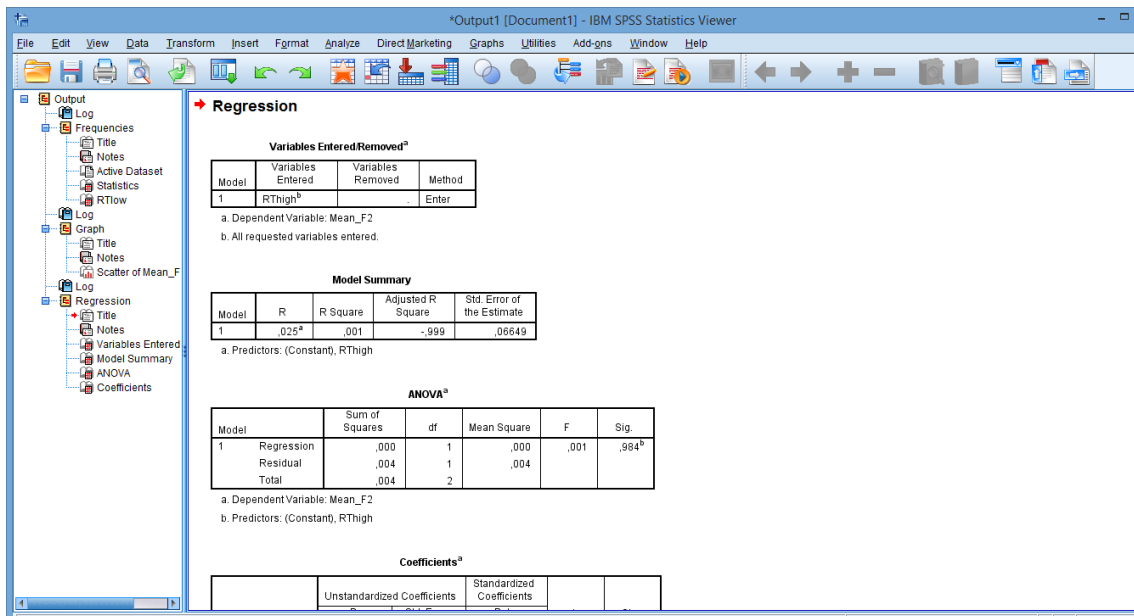 *Output1 [Document1] - IBM SPSS Statistics Viewer
File Edit View Data Transform Insert Format Analyze Direct Marketing Graphs Utilities Add-ons Window Help
Output
Log
Frequencies
Title
Notes
Active Dataset
Statistics
RTlow
Log
Graph
Title
Notes
Scatter of Mean_F
Log
Regression
Title
Notes
Variables Entered
Model Summary
ANOVA
Coefficients
Regression
Variables Entered/Removedᵃ
Model Variables Entered Variables Removed Method
1 RThighᵇ . Enter
a. Dependent Variable: Mean_F2
b. All requested variables entered.
Model Summary
Model R R Square Adjusted R Square Std. Error of the Estimate
1 ,025ᵃ ,001 -,999 ,06649
a. Predictors: (Constant), RThigh
ANOVAᵃ
Model Sum of Squares df Mean Square F Sig.
1 Regression ,000 1 ,000 ,001 ,984ᵇ
Residual ,004 1 ,004
Total ,004 2
a. Dependent Variable: Mean_F2
b. Predictors: (Constant), RThigh
Coefficientsᵃ
Unstandardized Coefficients Standardized Coefficients